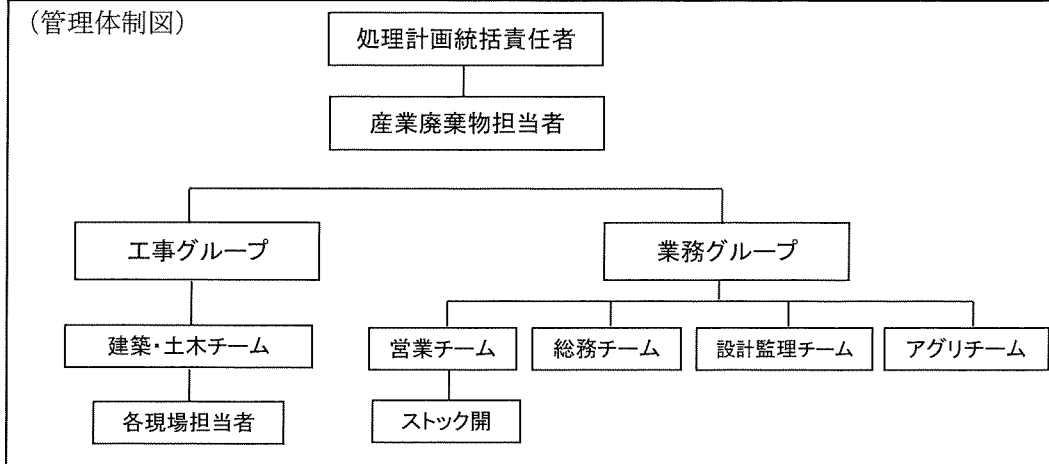 （管理体制図）
処理計画統括責任者
産業廃棄物担当者
工事グループ
業務グループ
建築・土木チーム
営業チーム
総務チーム
設計監理チーム
アグリチーム
各現場担当者
ストック開